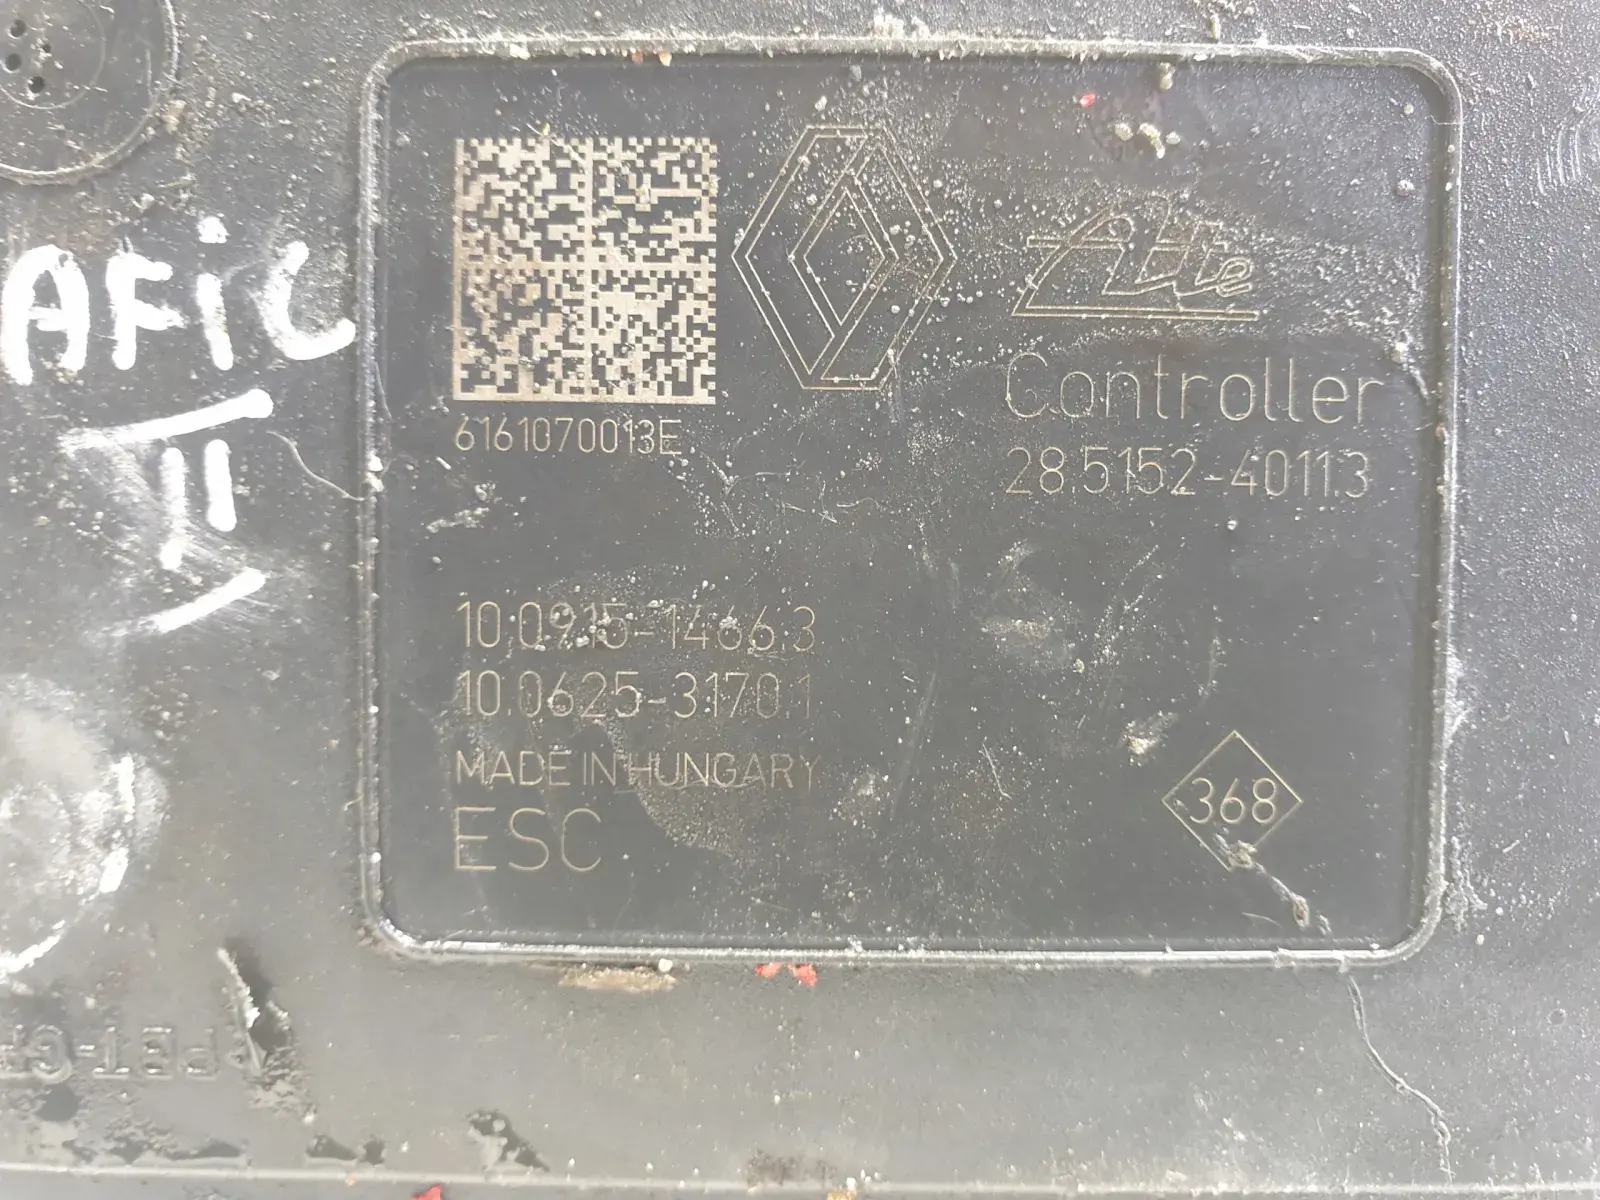 AFiC
II
Ate
6161070013E
Controller
28.5152-4011.3
10.0915-1466.3
10.0625-3170.1
MADE IN HUNGARY
ESC
368